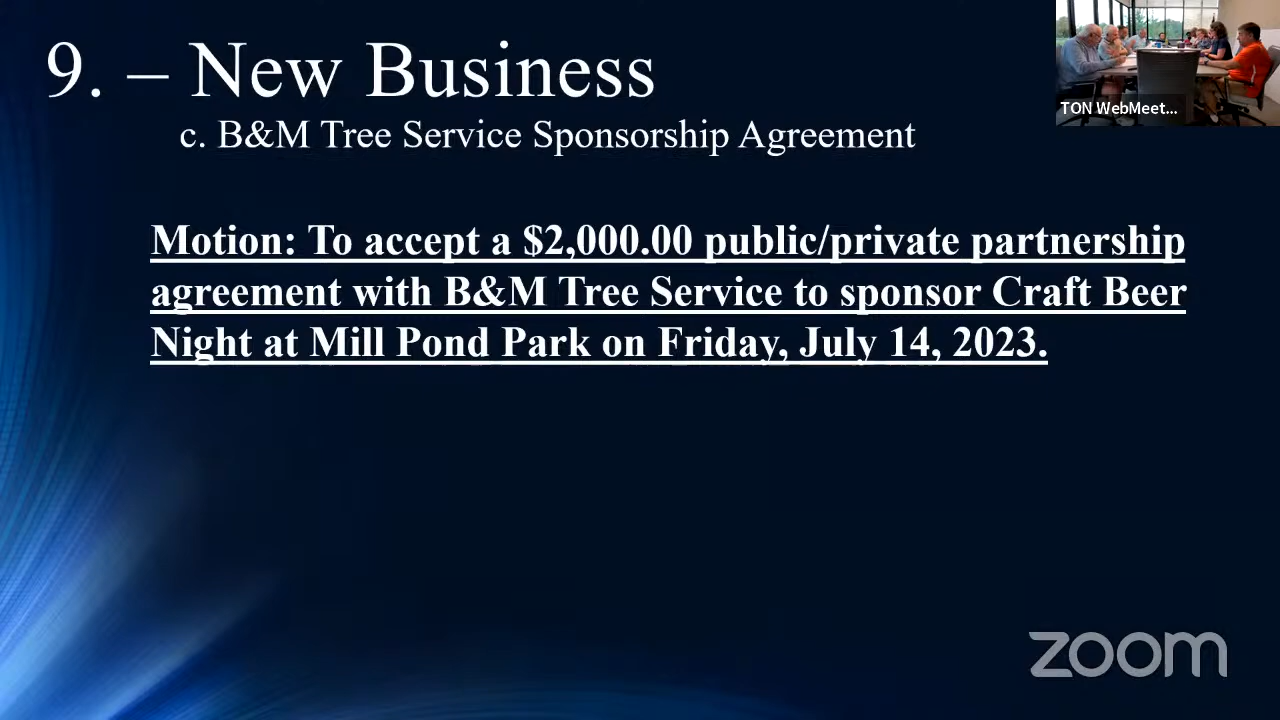 9. – New Business
c. B&M Tree Service Sponsorship Agreement
TON WebMeet...
Motion: To accept a $2,000.00 public/private partnership
agreement with B&M Tree Service to sponsor Craft Beer
Night at Mill Pond Park on Friday, July 14, 2023.
zoom